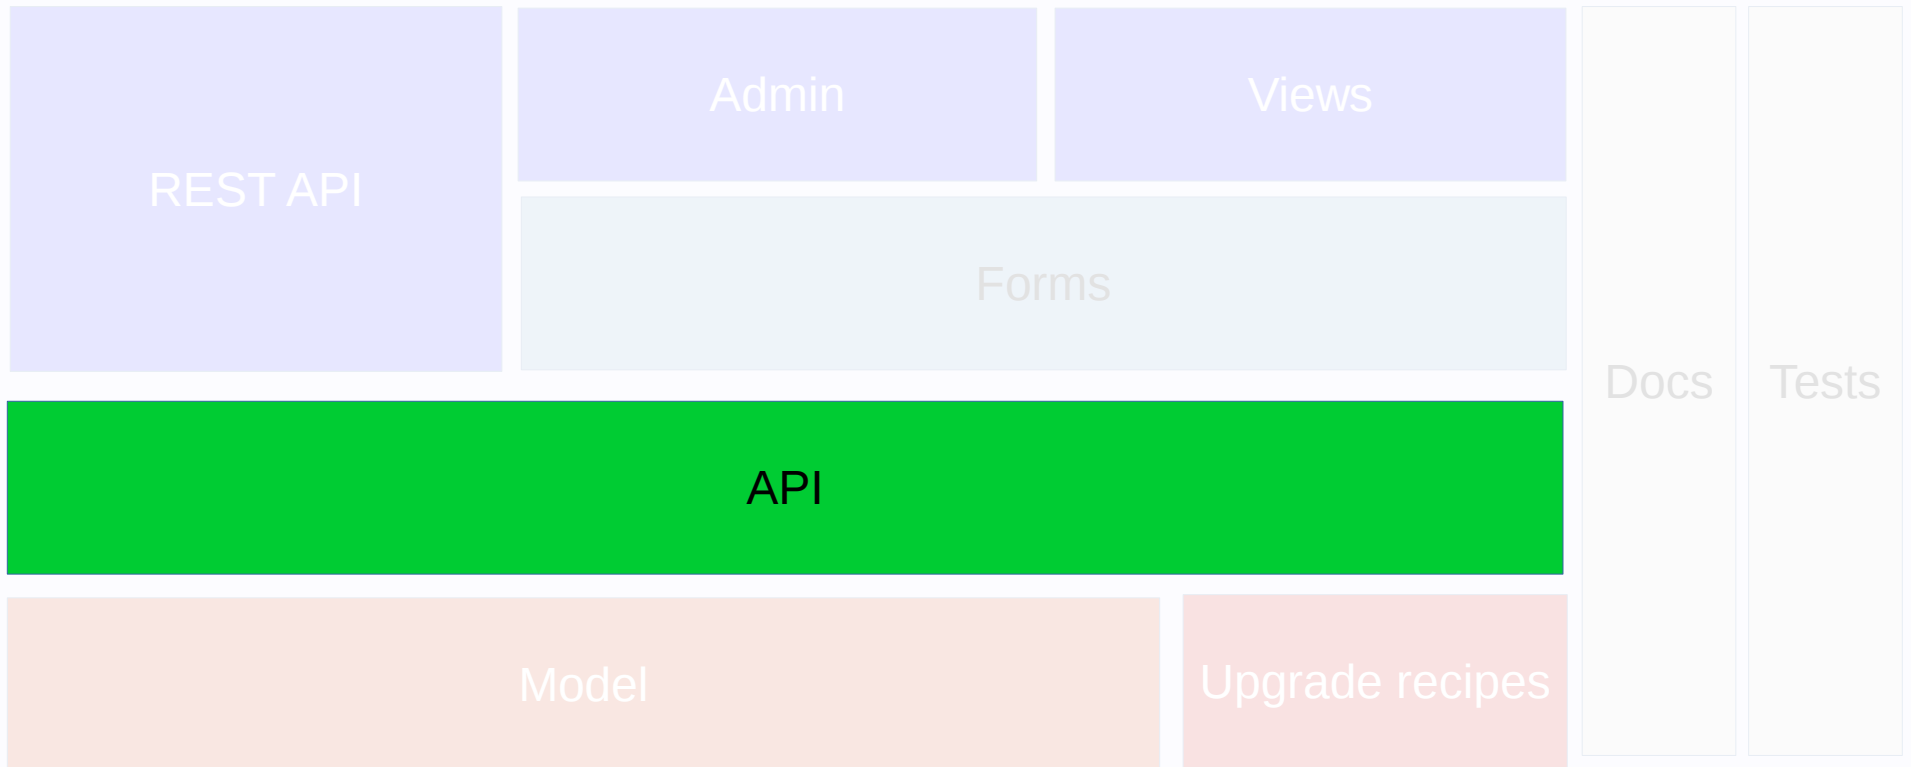 REST API
Admin
Views
Forms
Docs
Tests
API
Model
Upgrade recipes